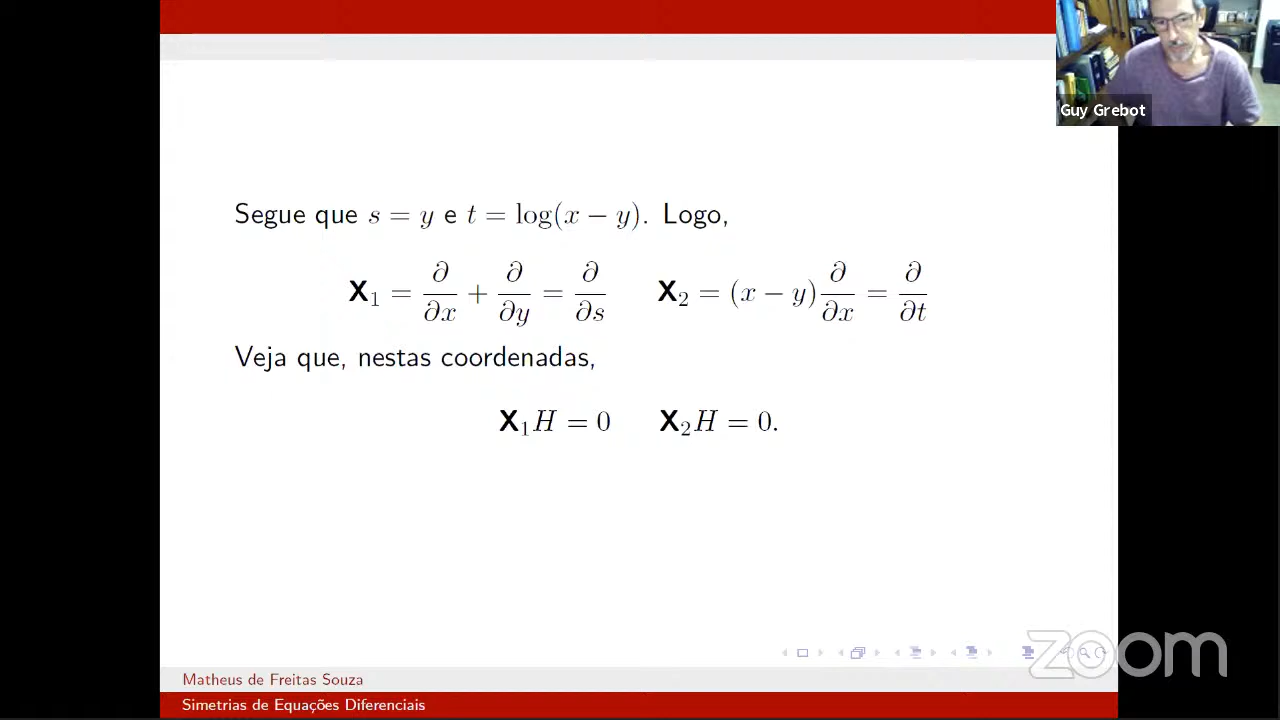 Guy Grebot
Segue que s = y e t = log(x − y). Logo,
X₁ = ∂/∂x + ∂/∂y = ∂/∂s    X₂ = (x − y) ∂/∂x = ∂/∂t
Veja que, nestas coordenadas,
X₁H = 0    X₂H = 0.
zoom
Matheus de Freitas Souza
Simetrias de Equações Diferenciais